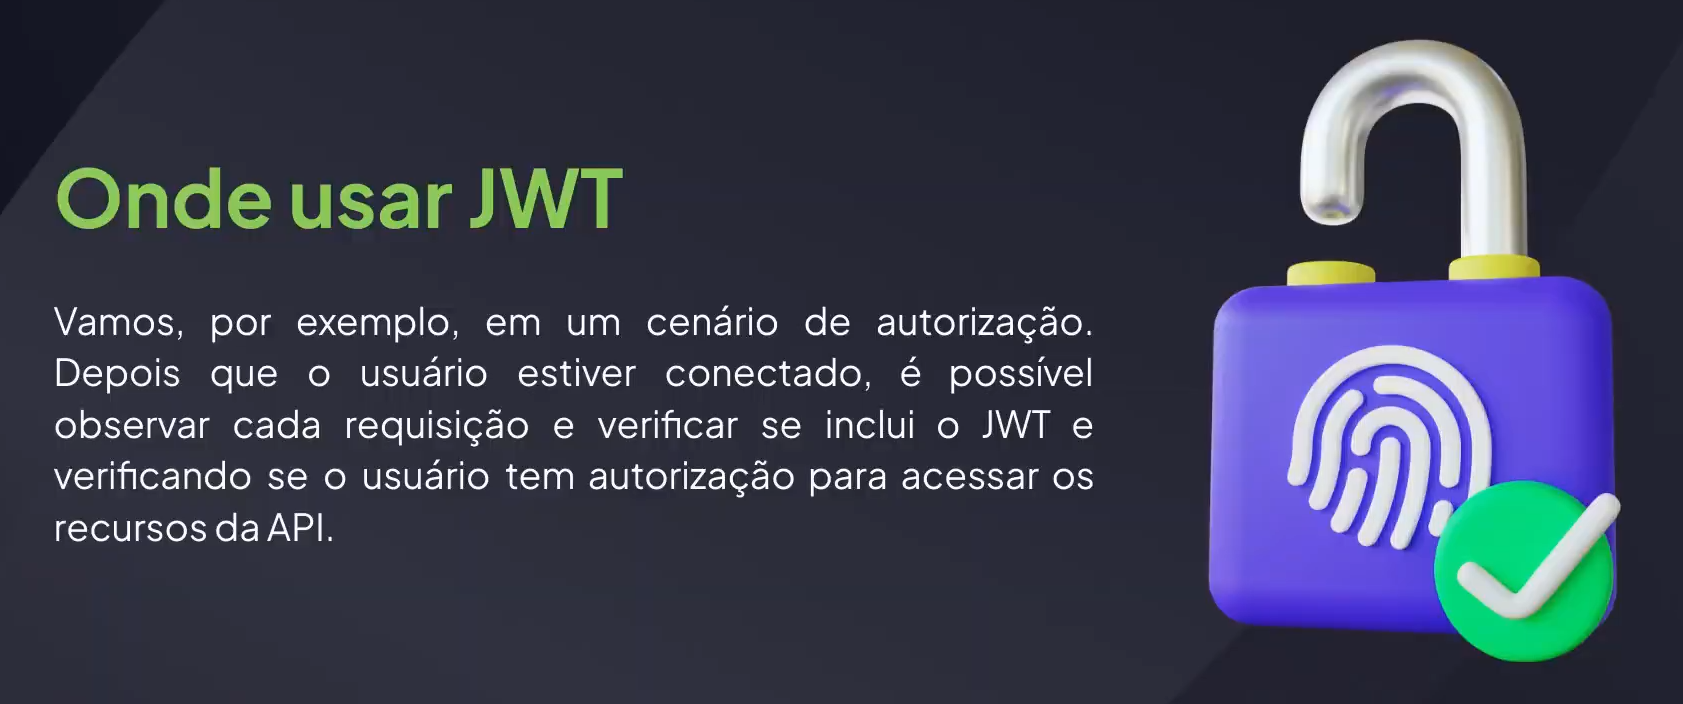 Onde usar JWT
Vamos, por exemplo, em um cenário de autorização.
Depois que o usuário estiver conectado, é possível
observar cada requisição e verificar se inclui o JWT e
verificando se o usuário tem autorização para acessar os
recursos da API.